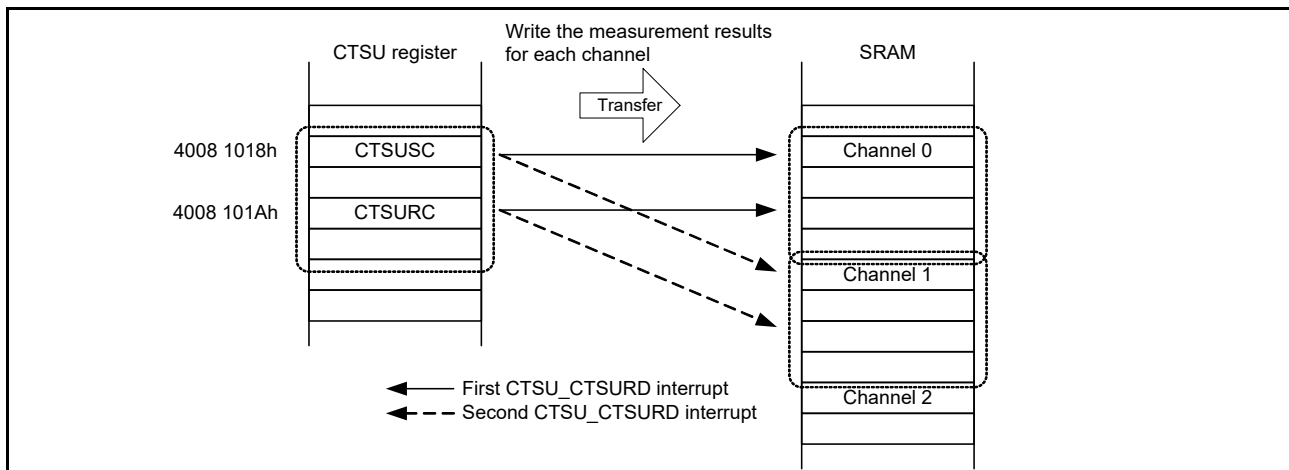 Write the measurement results
for each channel
CTSU register
SRAM
Transfer
4008 1018h
CTSUSC
Channel 0
4008 101Ah
CTSURC
Channel 1
First CTSU_CTSURD interrupt
Second CTSU_CTSURD interrupt
Channel 2